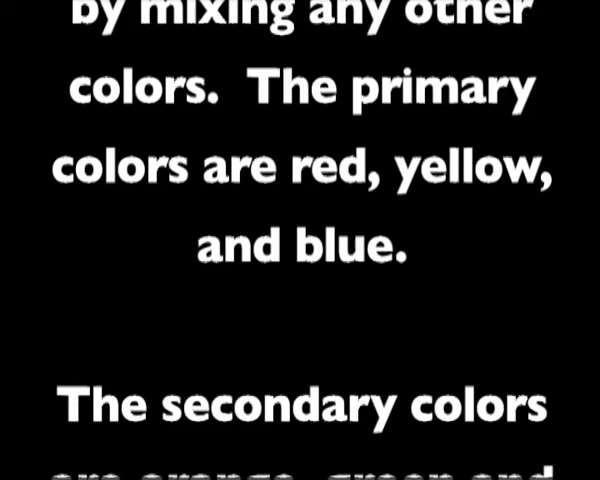 by mixing any other
colors. The primary
colors are red, yellow,
and blue.
The secondary colors
are orange, green and